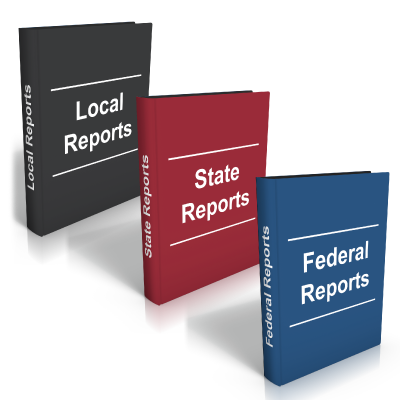 Local Reports
Local
Reports
State Reports
State
Reports
Federal Reports
Federal
Reports